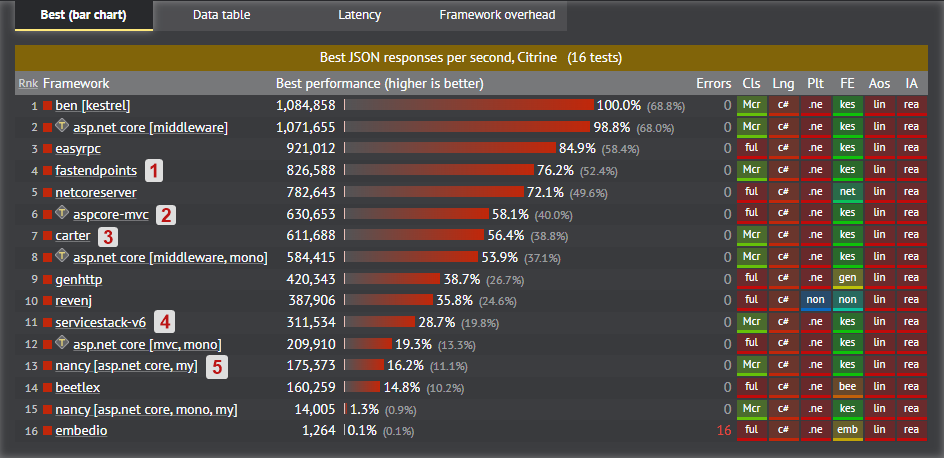 Best (bar chart) Data table Latency Framework overhead
Best JSON responses per second, Citrine (16 tests)
Rnk Framework Best performance (higher is better) Errors Cls Lng Plt FE Aos IA
1 ben [kestrel] 1,084,858 100.0% (68.8%) 0 Mcr c# .ne kes lin rea
2 T asp.net core [middleware] 1,071,655 98.8% (68.0%) 0 Mcr c# .ne kes lin rea
3 easyrpc 921,012 84.9% (58.4%) 0 ful c# .ne kes lin rea
4 fastendpoints 1 826,588 76.2% (52.4%) 0 Mcr c# .ne kes lin rea
5 netcoreserver 782,643 72.1% (49.6%) 0 ful c# .ne net lin rea
6 T aspcore-mvc 2 630,653 58.1% (40.0%) 0 ful c# .ne kes lin rea
7 carter 3 611,688 56.4% (38.8%) 0 Mcr c# .ne kes lin rea
8 T asp.net core [middleware, mono] 584,415 53.9% (37.1%) 0 Mcr c# .ne kes lin rea
9 genhttp 420,343 38.7% (26.7%) 0 ful c# .ne gen lin rea
10 revenj 387,906 35.8% (24.6%) 0 ful c# non non lin rea
11 servicestack-v6 4 311,534 28.7% (19.8%) 0 Mcr c# .ne kes lin rea
12 T asp.net core [mvc, mono] 209,910 19.3% (13.3%) 0 ful c# .ne kes lin rea
13 nancy [asp.net core, my] 5 175,373 16.2% (11.1%) 0 Mcr c# .ne kes lin rea
14 beetlex 160,259 14.8% (10.2%) 0 ful c# .ne bee lin rea
15 nancy [asp.net core, mono, my] 14,005 1.3% (0.9%) 0 Mcr c# .ne kes lin rea
16 embedio 1,264 0.1% (0.1%) 16 ful c# .ne emb lin rea